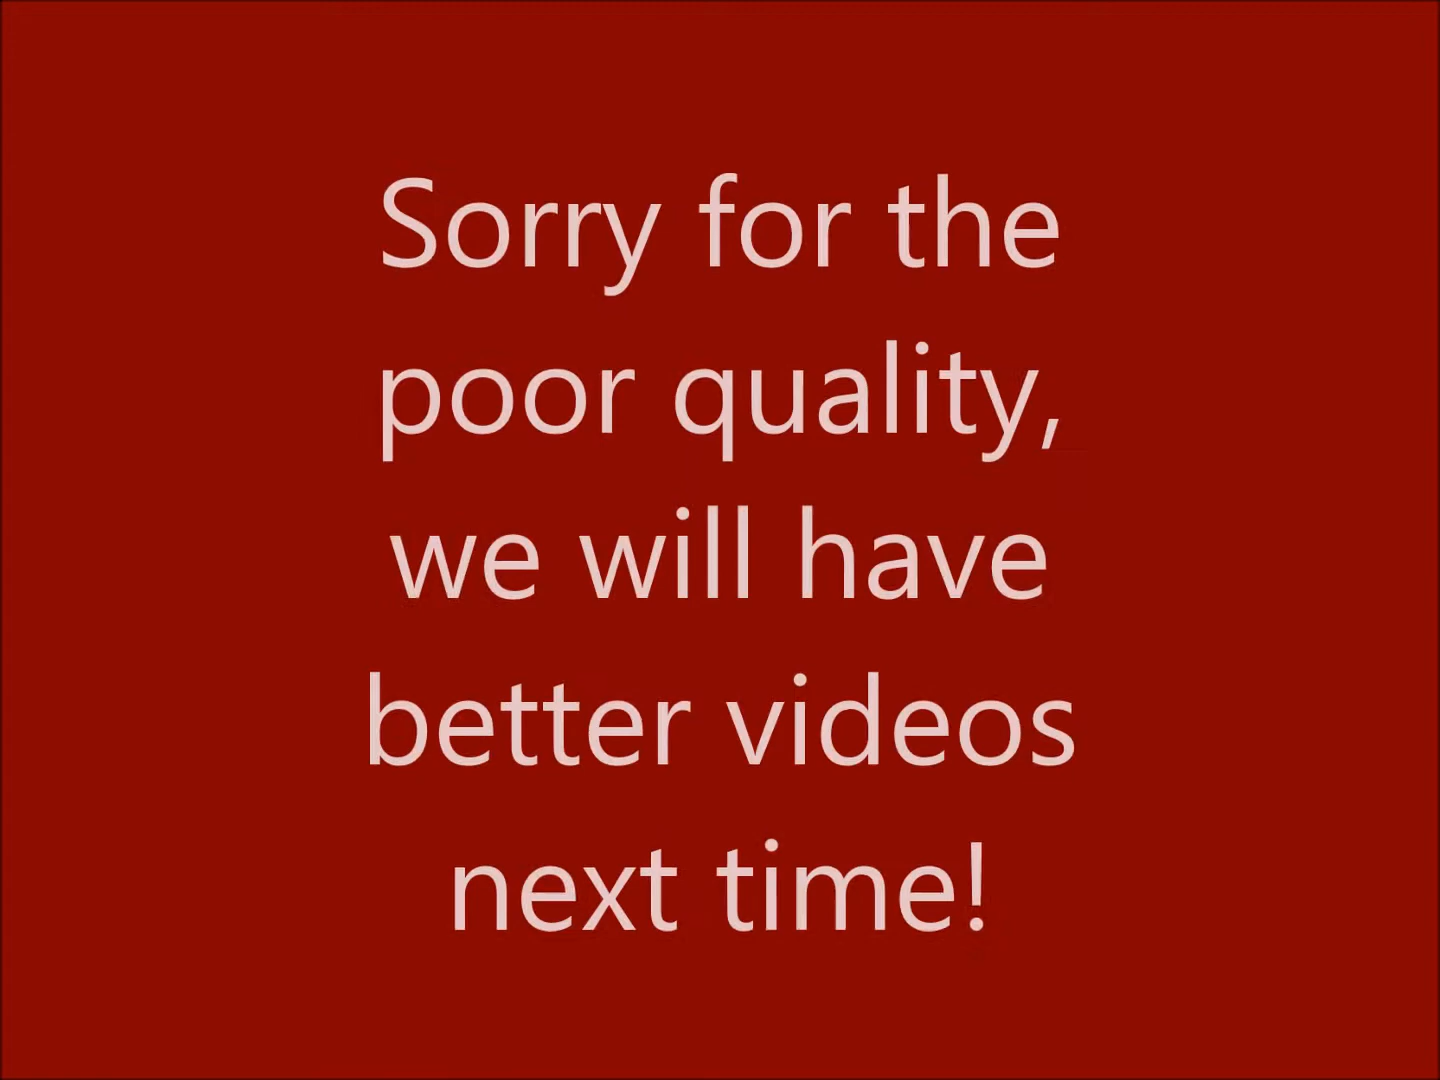 Sorry for the
poor quality,
we will have
better videos
next time!